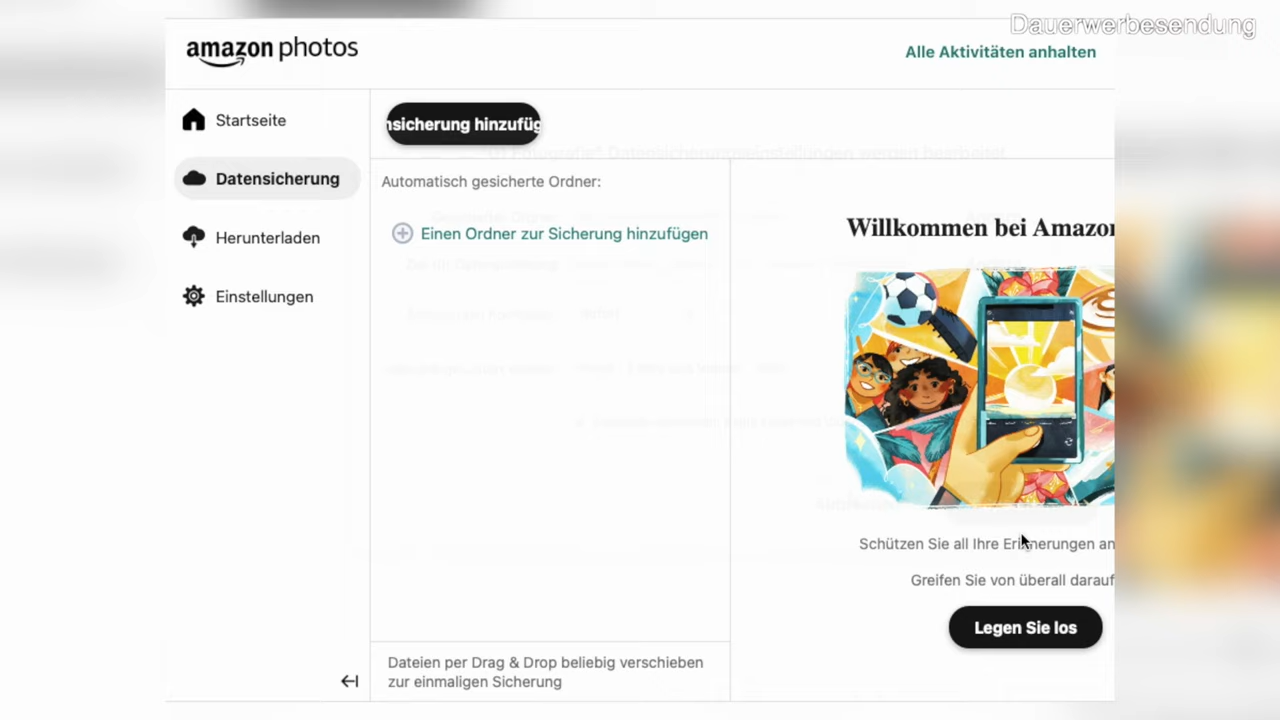 Dauerwerbesendung
amazon photos
Alle Aktivitäten anhalten
Startseite
Datensicherung
Herunterladen
Einstellungen
nsicherung hinzufüg
Automatisch gesicherte Ordner:
Einen Ordner zur Sicherung hinzufügen
Willkommen bei Amazon
Schützen Sie all Ihre Erinnerungen an
Greifen Sie von überall darauf
Legen Sie los
Dateien per Drag & Drop beliebig verschieben
zur einmaligen Sicherung